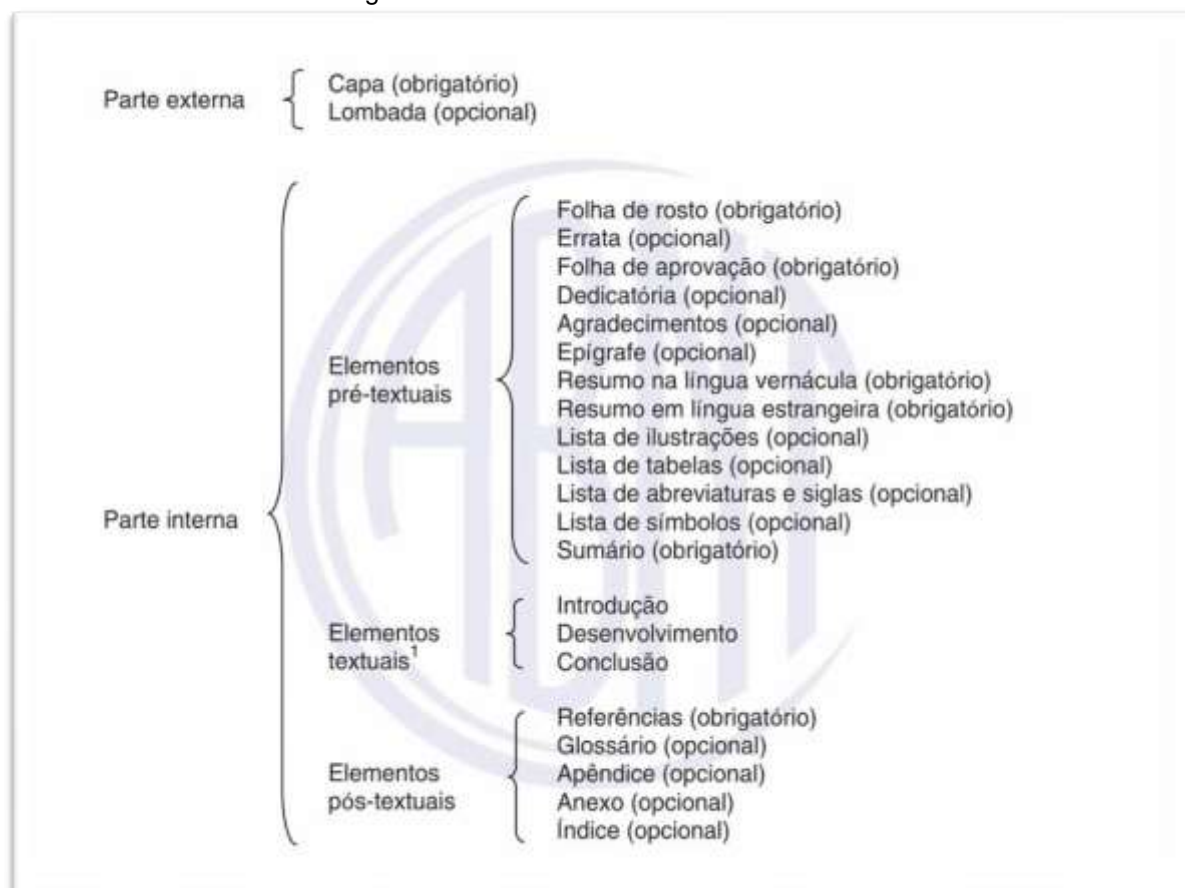 Parte externa
Capa (obrigatório)
Lombada (opcional)
Parte interna
Elementos
pré-textuais
Folha de rosto (obrigatório)
Errata (opcional)
Folha de aprovação (obrigatório)
Dedicatória (opcional)
Agradecimentos (opcional)
Epígrafe (opcional)
Resumo na língua vernácula (obrigatório)
Resumo em língua estrangeira (obrigatório)
Lista de ilustrações (opcional)
Lista de tabelas (opcional)
Lista de abreviaturas e siglas (opcional)
Lista de símbolos (opcional)
Sumário (obrigatório)
Elementos
textuais¹
Introdução
Desenvolvimento
Conclusão
Elementos
pós-textuais
Referências (obrigatório)
Glossário (opcional)
Apêndice (opcional)
Anexo (opcional)
Índice (opcional)